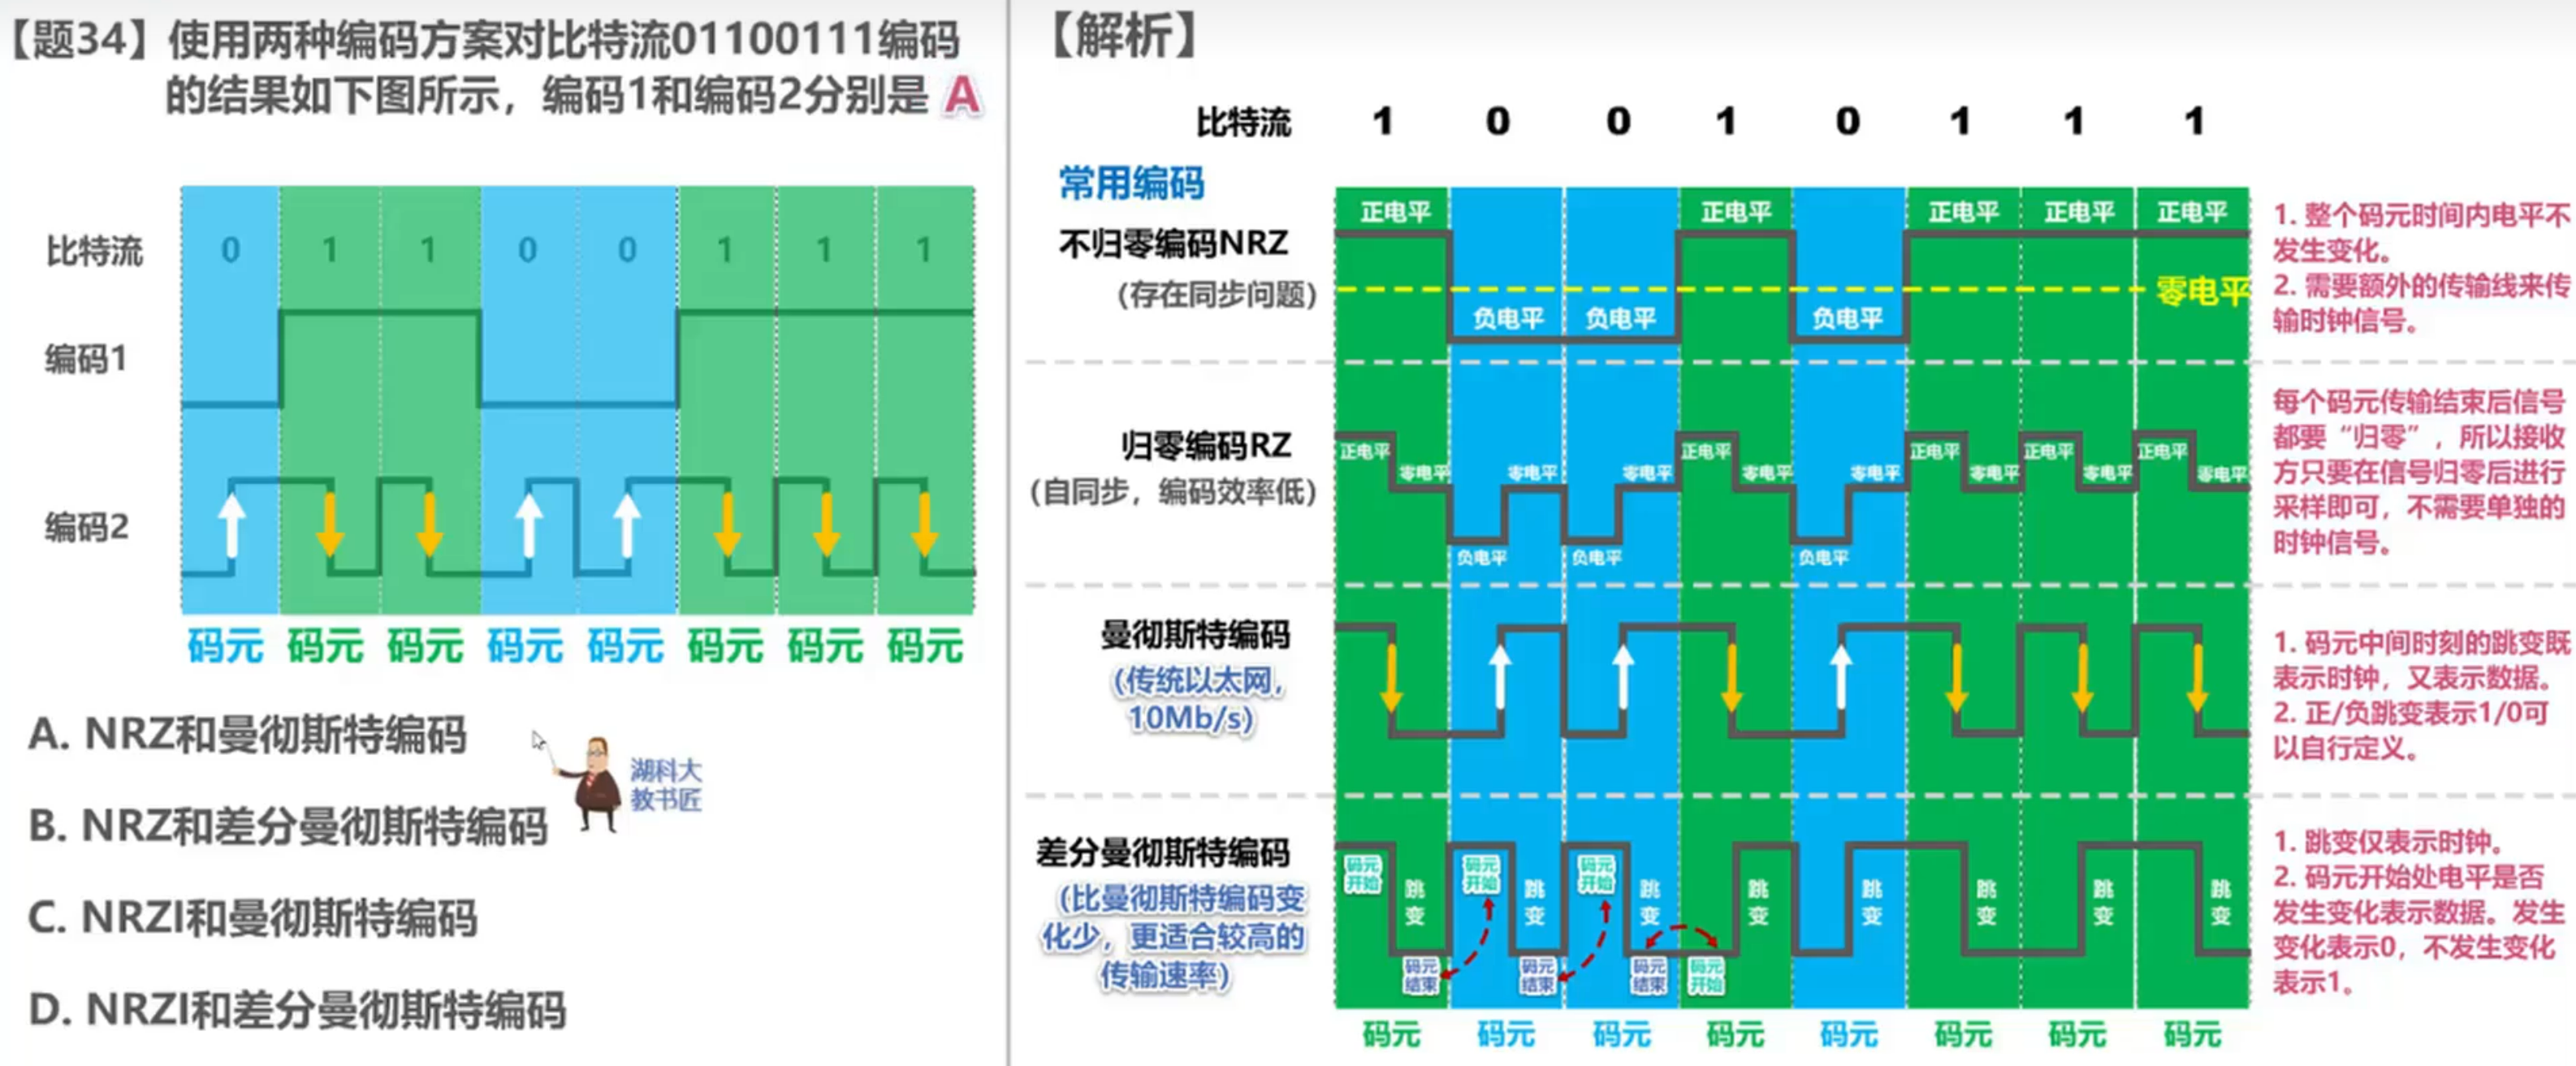 【题34】使用两种编码方案对比特流01100111编码
的结果如下图所示，编码1和编码2分别是 A
比特流 0 1 1 0 0 1 1 1
编码1
编码2
码元 码元 码元 码元 码元 码元 码元 码元
A. NRZ和曼彻斯特编码
湖科大
教书匠
B. NRZ和差分曼彻斯特编码
C. NRZI和曼彻斯特编码
D. NRZI和差分曼彻斯特编码
【解析】
比特流 1 0 0 1 0 1 1 1
常用编码
不归零编码NRZ
（存在同步问题）
正电平 正电平 正电平 正电平 正电平
零电平
负电平 负电平 负电平
1. 整个码元时间内电平不
发生变化。
2. 需要额外的传输线来传
输时钟信号。
归零编码RZ
（自同步，编码效率低）
正电平 正电平 正电平 正电平 正电平
零电平 零电平 零电平 零电平 零电平 零电平 零电平 零电平
负电平 负电平 负电平
每个码元传输结束后信号
都要“归零”，所以接收
方只要在信号归零后进行
采样即可，不需要单独的
时钟信号。
曼彻斯特编码
（传统以太网，
10Mb/s）
1. 码元中间时刻的跳变既
表示时钟，又表示数据。
2. 正/负跳变表示1/0可
以自行定义。
差分曼彻斯特编码
（比曼彻斯特编码变
化少，更适合较高的
传输速率）
码元 码元 码元
开始 开始 开始
跳 跳 跳 跳 跳 跳 跳 跳
变 变 变 变 变 变 变 变
码元 码元 码元 码元
结束 结束 结束 开始
1. 跳变仅表示时钟。
2. 码元开始处电平是否
发生变化表示数据。发生
变化表示0，不发生变化
表示1。
码元 码元 码元 码元 码元 码元 码元 码元